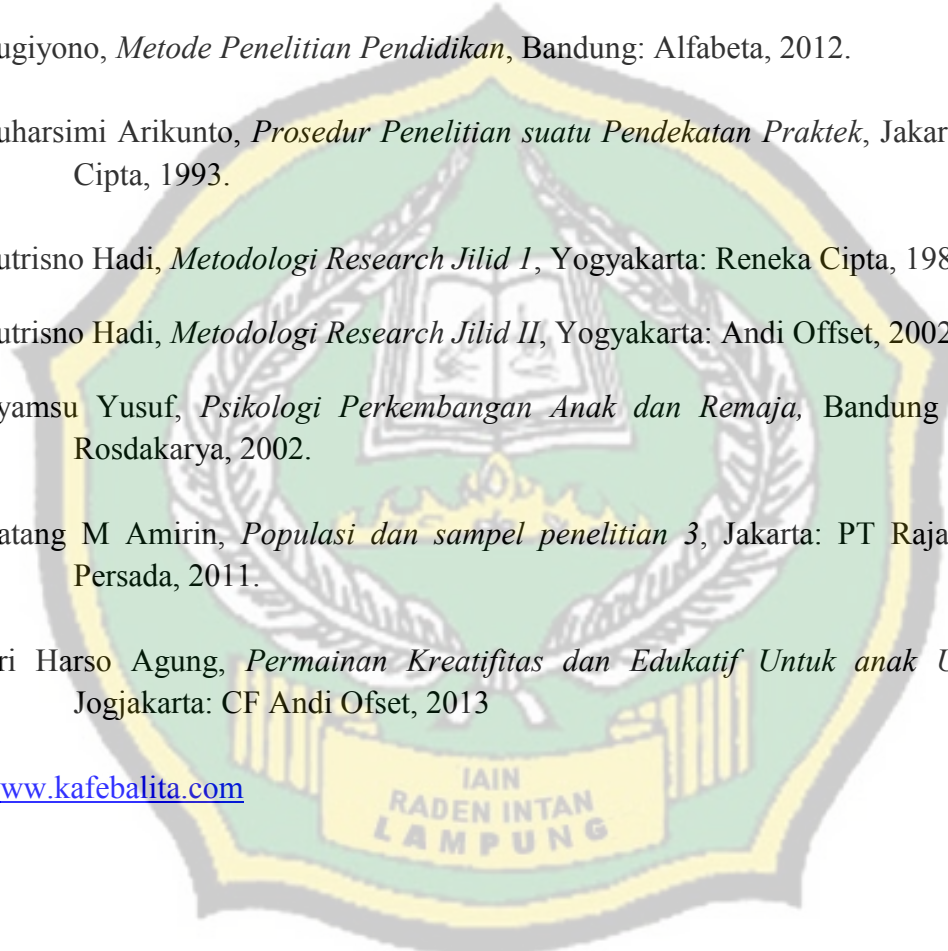 ugiyono, Metode Penelitian Pendidikan, Bandung: Alfabeta, 2012.
uharsimi Arikunto, Prosedur Penelitian suatu Pendekatan Praktek, Jakar
Cipta, 1993.
utrisno Hadi, Metodologi Research Jilid 1, Yogyakarta: Reneka Cipta, 198
utrisno Hadi, Metodologi Research Jilid II, Yogyakarta: Andi Offset, 2002
yamsu Yusuf, Psikologi Perkembangan Anak dan Remaja, Bandung
Rosdakarya, 2002.
atang M Amirin, Populasi dan sampel penelitian 3, Jakarta: PT Raja
Persada, 2011.
ri Harso Agung, Permainan Kreatifitas dan Edukatif Untuk anak U
Jogjakarta: CF Andi Ofset, 2013
ww.kafebalita.com
IAIN
RADEN INTAN
LAMPUNG